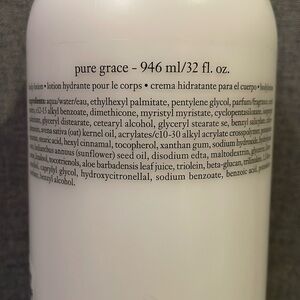 pure grace – 946 ml/32 fl. oz.
body lotion • lotion hydratante pour le corps • crema hidratante para el cuerpo •
ingredients: aqua/water/eau, ethylhexyl palmitate, pentylene glycol, parfum/fragrance,
c12-15 alkyl benzoate, dimethicone, myristyl myristate, cyclopentasiloxane,
glycerin, glyceryl distearate, cetearyl alcohol, glyceryl stearate se, benzyl salicylate,
avena sativa (oat) kernel oil, acrylates/c10-30 alkyl acrylate crosspolymer,
stearic acid, hexyl cinnamal, tocopherol, xanthan gum, sodium hydroxide,
helianthus annuus (sunflower) seed oil, disodium edta, maltodextrin,
linalool, tocotrienols, aloe barbadensis leaf juice, triolein, beta-glucan,
caprylyl glycol, hydroxycitronellal, sodium benzoate, benzoic acid,
benzyl alcohol.